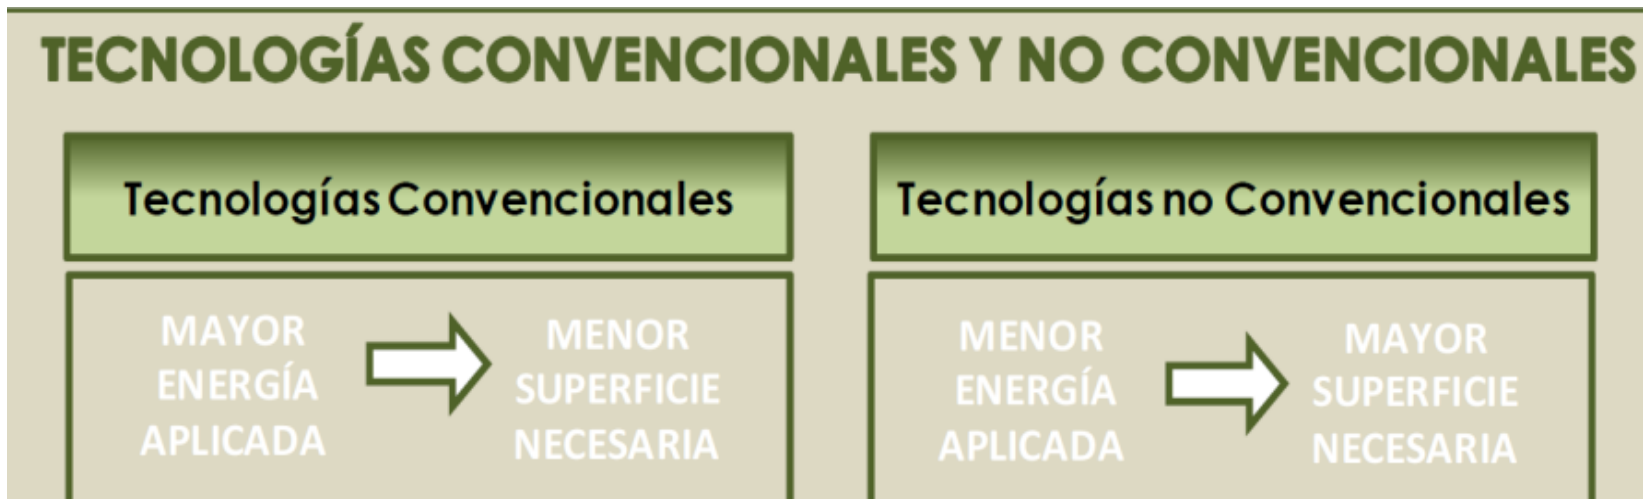 TECNOLOGÍAS CONVENCIONALES Y NO CONVENCIONALES
Tecnologías Convencionales
MAYOR
ENERGÍA
APLICADA
MENOR
SUPERFICIE
NECESARIA
Tecnologías no Convencionales
MENOR
ENERGÍA
APLICADA
MAYOR
SUPERFICIE
NECESARIA